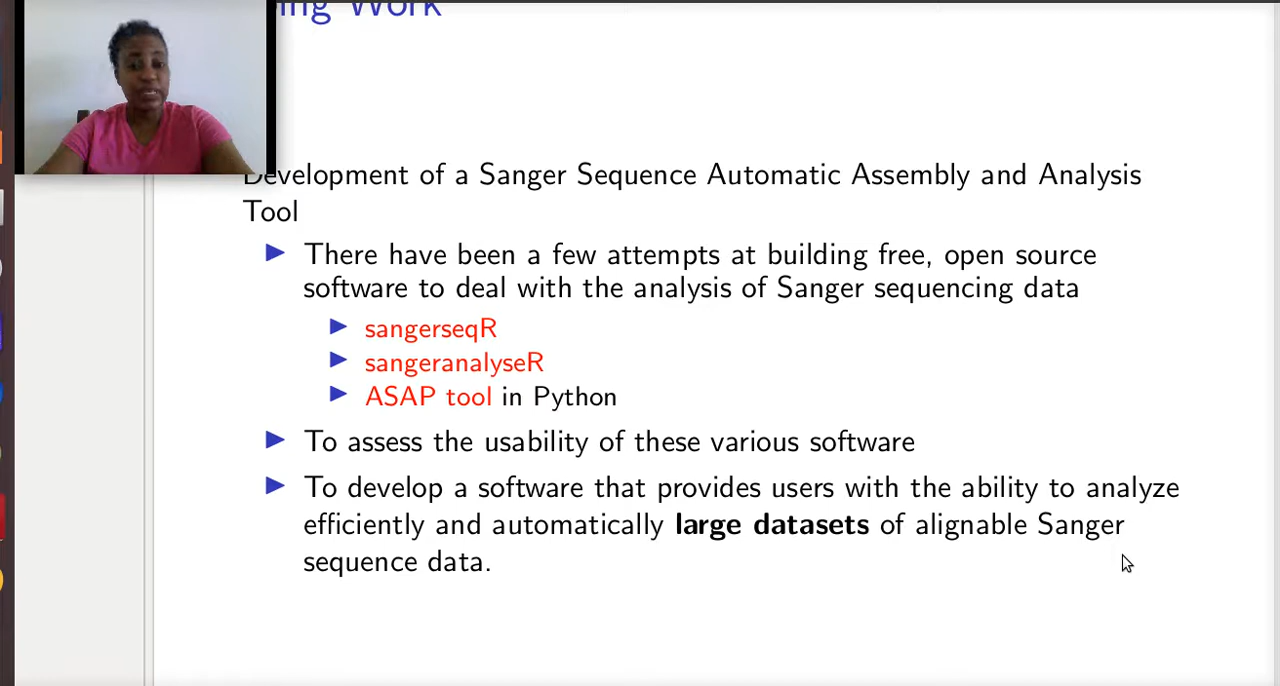 Work
Development of a Sanger Sequence Automatic Assembly and Analysis
Tool
There have been a few attempts at building free, open source
software to deal with the analysis of Sanger sequencing data
sangerseqR
sangeranalyseR
ASAP tool in Python
To assess the usability of these various software
To develop a software that provides users with the ability to analyze
efficiently and automatically large datasets of alignable Sanger
sequence data.